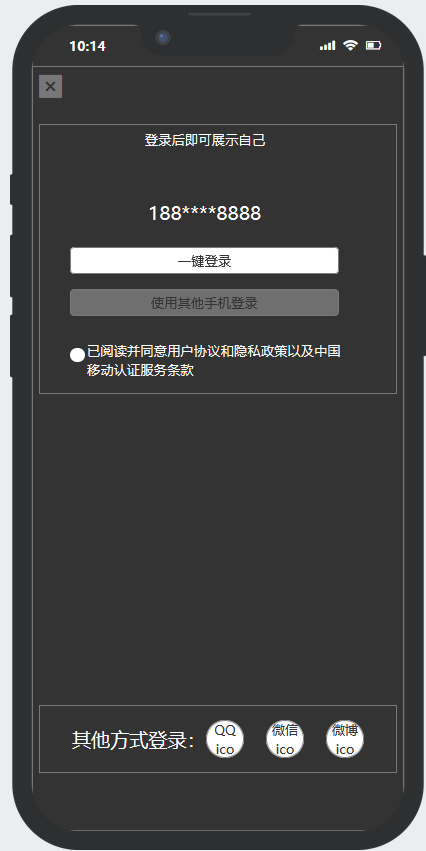 10:14
登录后即可展示自己
188****8888
一键登录
使用其他手机登录
已阅读并同意用户协议和隐私政策以及中国
移动认证服务条款
其他方式登录：
QQ
ico
微信
ico
微博
ico